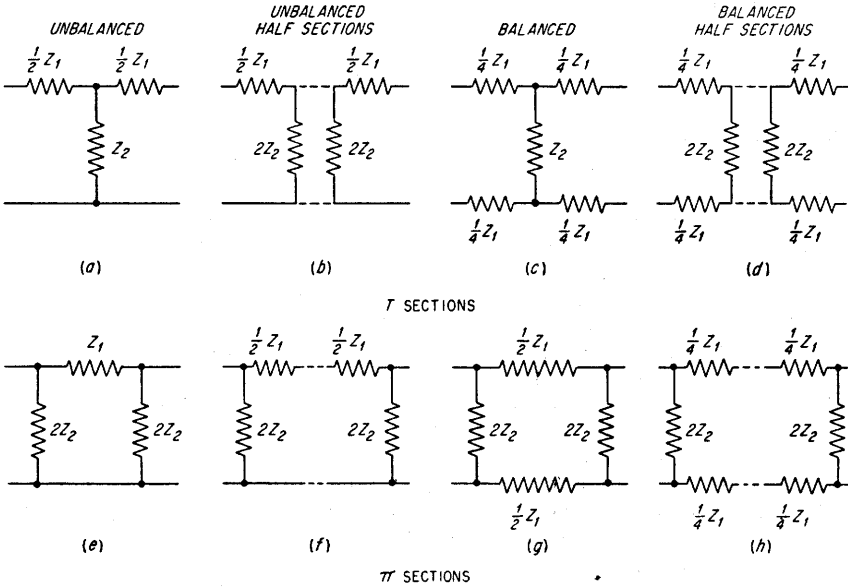 UNBALANCED
UNBALANCED
HALF SECTIONS
BALANCED
BALANCED
HALF SECTIONS
1/2 Z1 1/2 Z1
1/2 Z1 1/2 Z1
1/4 Z1 1/4 Z1
1/4 Z1 1/4 Z1
Z2
2Z2 2Z2
Z2
2Z2 2Z2
1/4 Z1 1/4 Z1
1/4 Z1 1/4 Z1
(a)
(b)
(c)
(d)
T SECTIONS
Z1
1/2 Z1 1/2 Z1
1/2 Z1
1/4 Z1 1/4 Z1
2Z2 2Z2
2Z2 2Z2
2Z2 2Z2
2Z2 2Z2
1/2 Z1
1/4 Z1 1/4 Z1
(e)
(f)
(g)
(h)
π SECTIONS